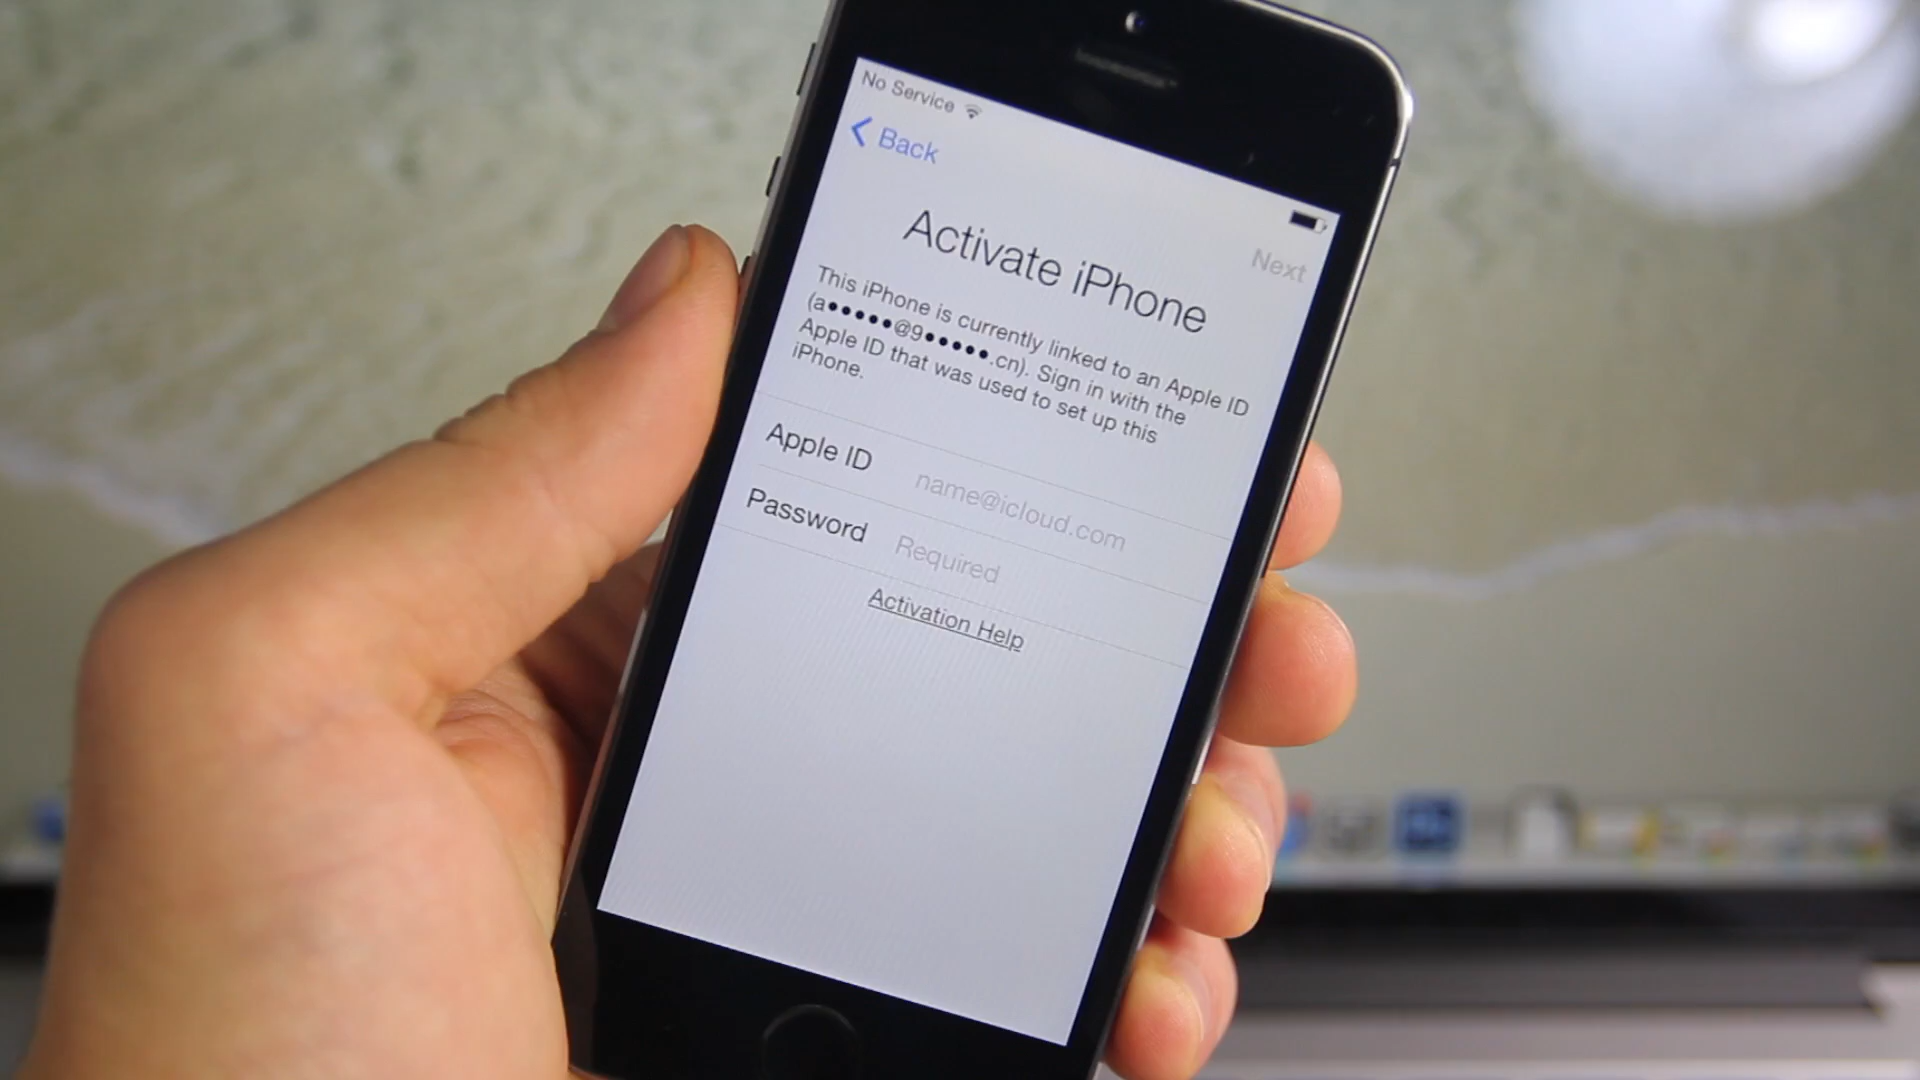 No Service
Back
Next
Activate iPhone
This iPhone is currently linked to an Apple ID
(a•••••@9•••••.cn). Sign in with the
Apple ID that was used to set up this
iPhone.
Apple ID name@icloud.com
Password Required
Activation Help